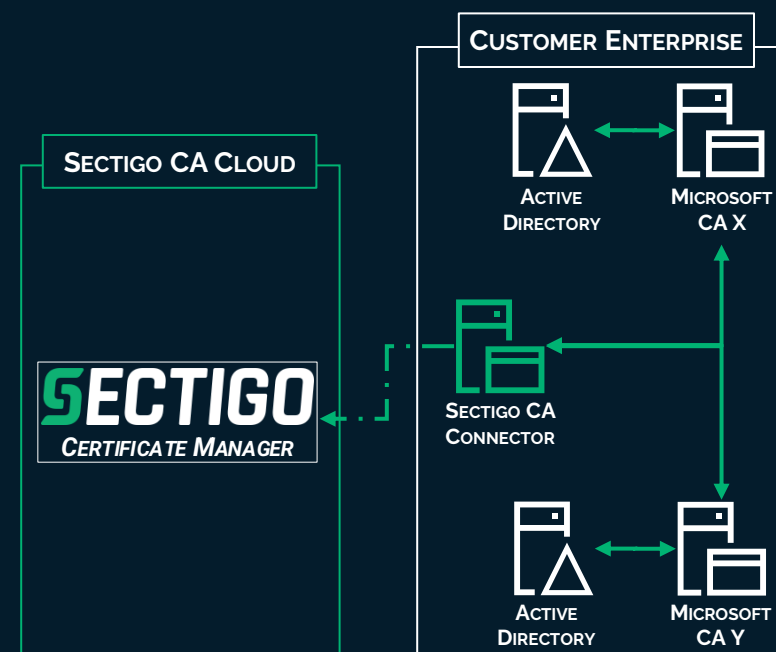 CUSTOMER ENTERPRISE
SECTIGO CA CLOUD
ACTIVE
DIRECTORY
MICROSOFT
CA X
SECTIGO
CERTIFICATE MANAGER
SECTIGO CA
CONNECTOR
ACTIVE
DIRECTORY
MICROSOFT
CA Y